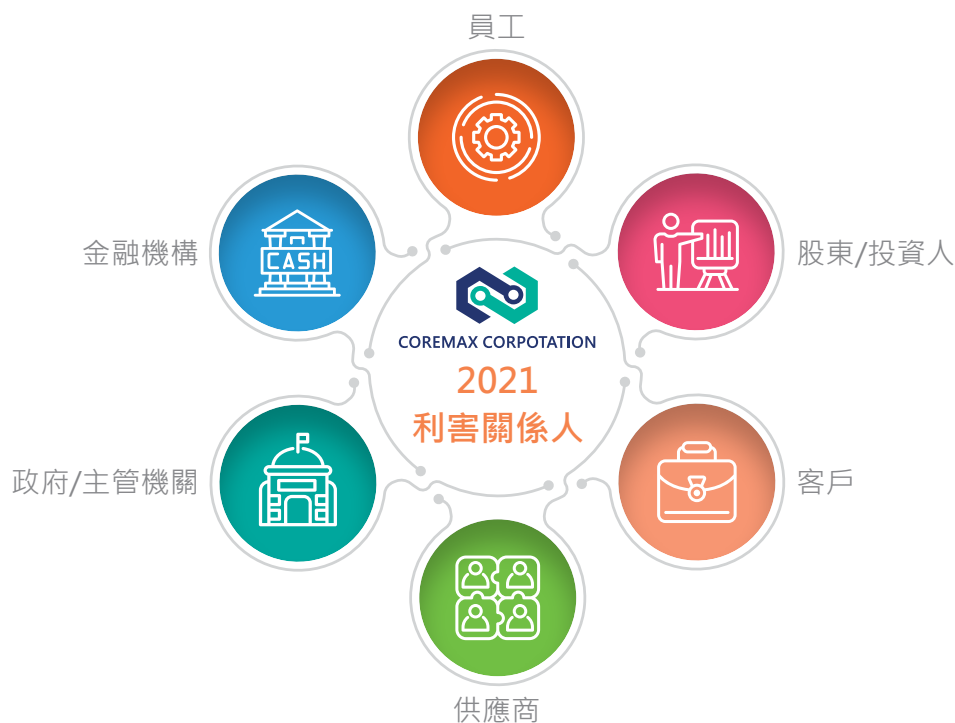 員工
金融機構
CASH
股東/投資人
COREMAX CORPOTATION
2021
利害關係人
政府/主管機關
客戶
供應商